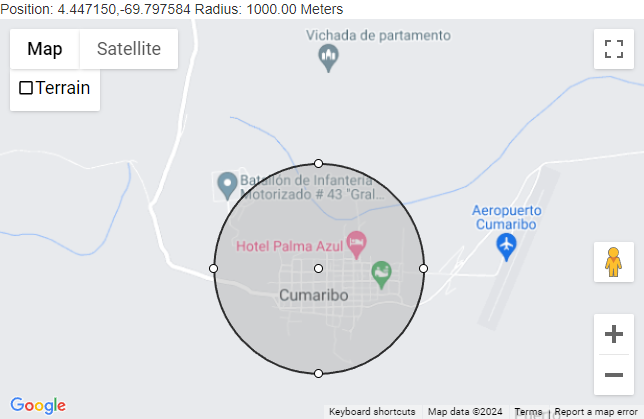 Position: 4.447150,-69.797584 Radius: 1000.00 Meters
Map Satellite
Terrain
Vichada de partamento
Batallón de Infantería
Motorizado # 43 "Gral...
Aeropuerto
Cumaribo
Hotel Palma Azul
Cumaribo
Google
Keyboard shortcuts Map data ©2024 Terms Report a map error